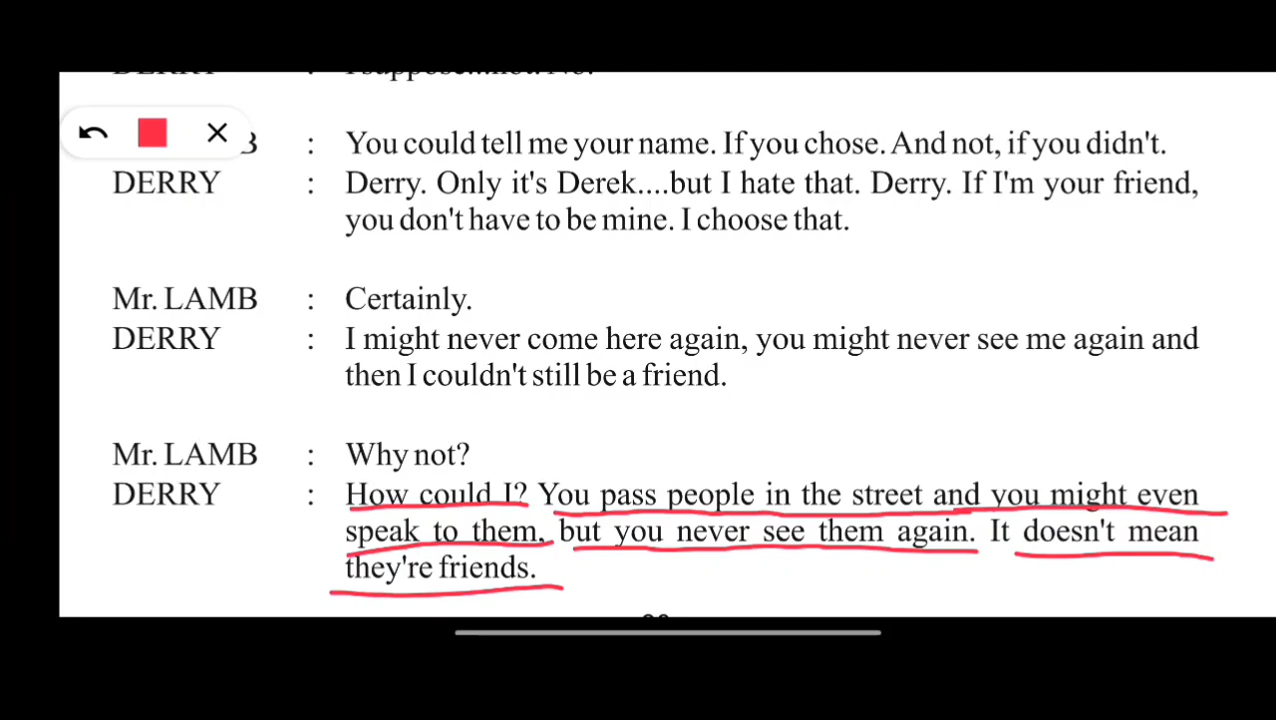 You could tell me your name. If you chose. And not, if you didn't.
DERRY : Derry. Only it's Derek....but I hate that. Derry. If I'm your friend,
you don't have to be mine. I choose that.
Mr. LAMB : Certainly.
DERRY : I might never come here again, you might never see me again and
then I couldn't still be a friend.
Mr. LAMB : Why not?
DERRY : How could I? You pass people in the street and you might even
speak to them, but you never see them again. It doesn't mean
they're friends.